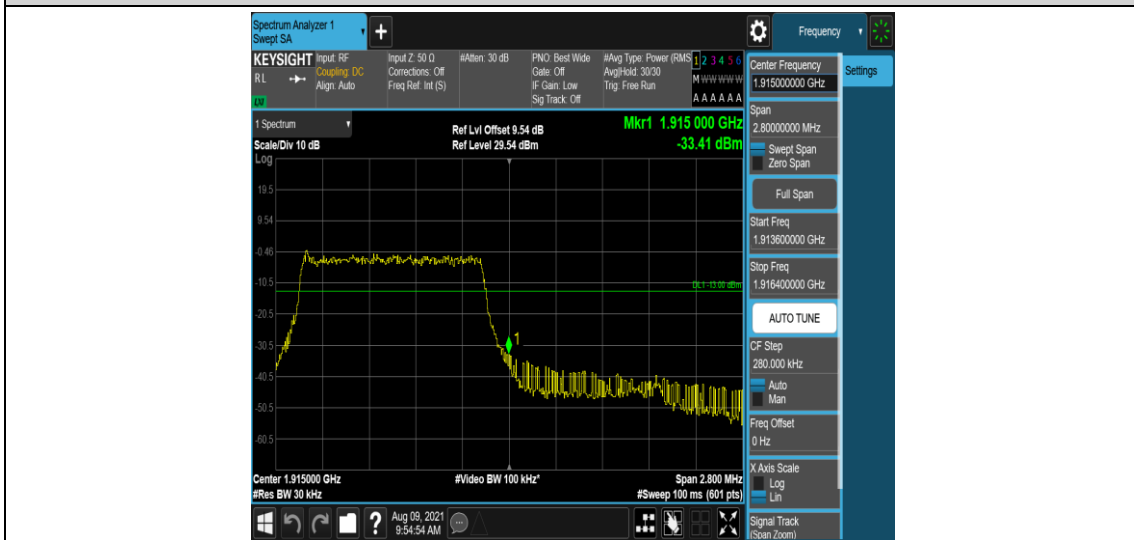 Spectrum Analyzer 1
Swept SA
+
Frequency
KEYSIGHT
RL
Input: RF
Coupling: DC
Align: Auto
Input Z: 50 Ω
Corrections: Off
Freq Ref: Int (S)
#Atten: 30 dB
PNO: Best Wide
Gate: Off
IF Gain: Low
Sig Track: Off
#Avg Type: Power (RMS
Avg|Hold: 30/30
Trig: Free Run
1 2 3 4 5 6
M W W W W W
A A A A A A
Center Frequency
1.915000000 GHz
Settings
1 Spectrum
Scale/Div 10 dB
Ref Lvl Offset 9.54 dB
Ref Level 29.54 dBm
Mkr1 1.915 000 GHz
-33.41 dBm
Span
2.80000000 MHz
Swept Span
Zero Span
Full Span
Start Freq
1.913600000 GHz
Stop Freq
1.916400000 GHz
AUTO TUNE
CF Step
280.000 kHz
Auto
Man
Freq Offset
0 Hz
X Axis Scale
Log
Lin
Signal Track
(Span Zoom)
Log
19.5
9.54
-0.46
-10.5
DL1 -13.00 dBm
-20.5
-30.5
1
-40.5
-50.5
-60.5
Center 1.915000 GHz
#Video BW 100 kHz*
Span 2.800 MHz
#Res BW 30 kHz
#Sweep 100 ms (601 pts)
?
Aug 09, 2021
9:54:54 AM